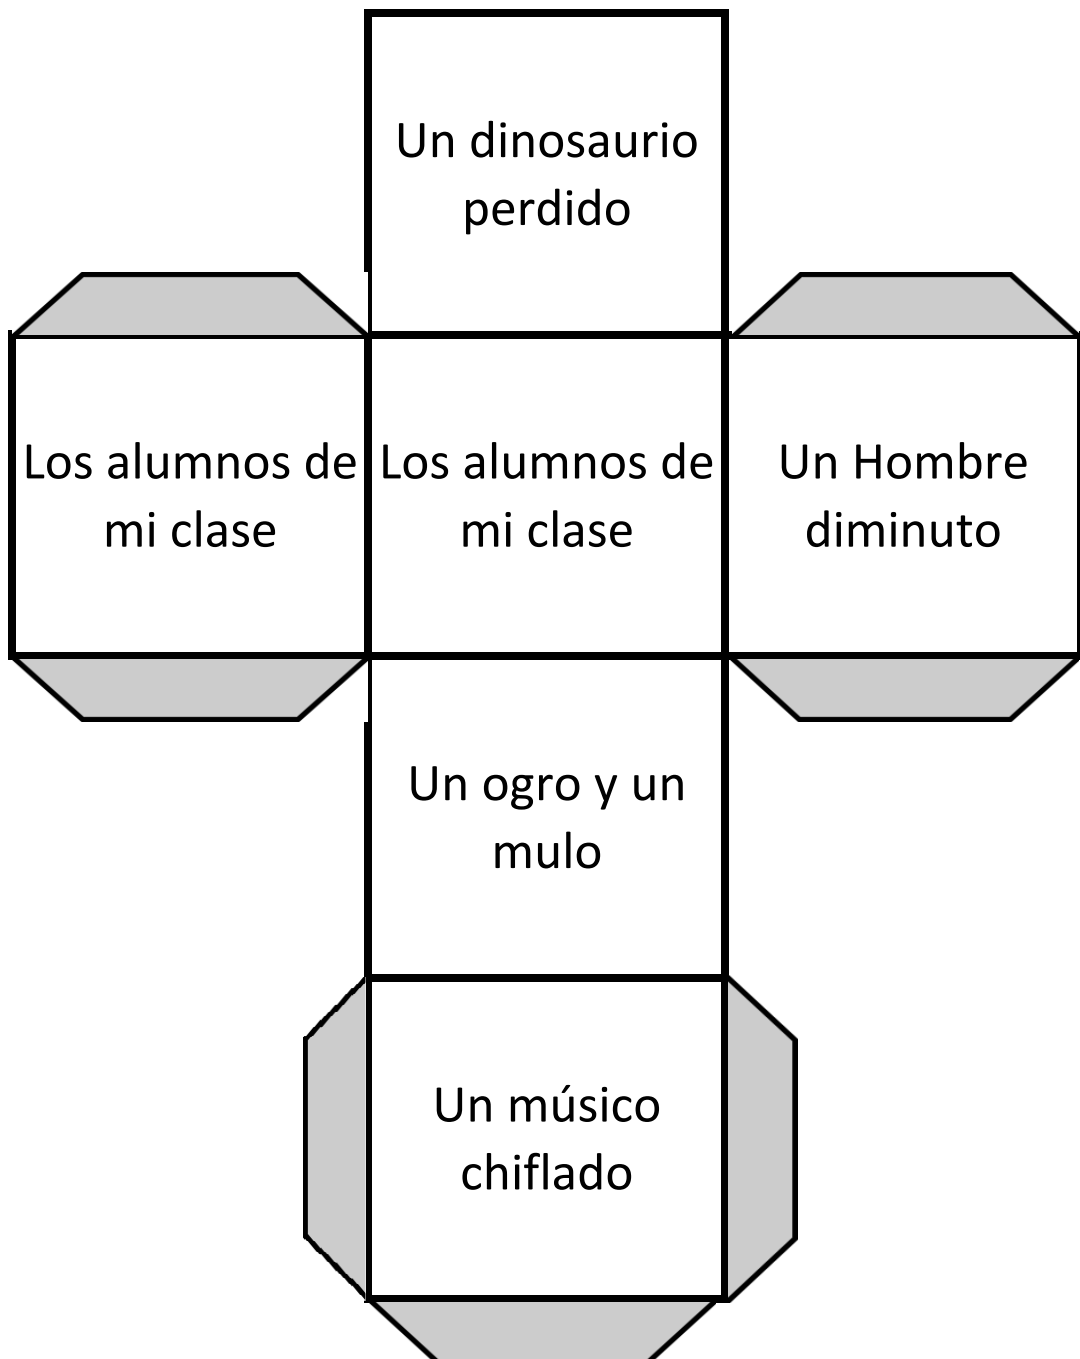 Un dinosaurio
perdido
Los alumnos de
mi clase
Los alumnos de
mi clase
Un Hombre
diminuto
Un ogro y un
mulo
Un músico
chiflado